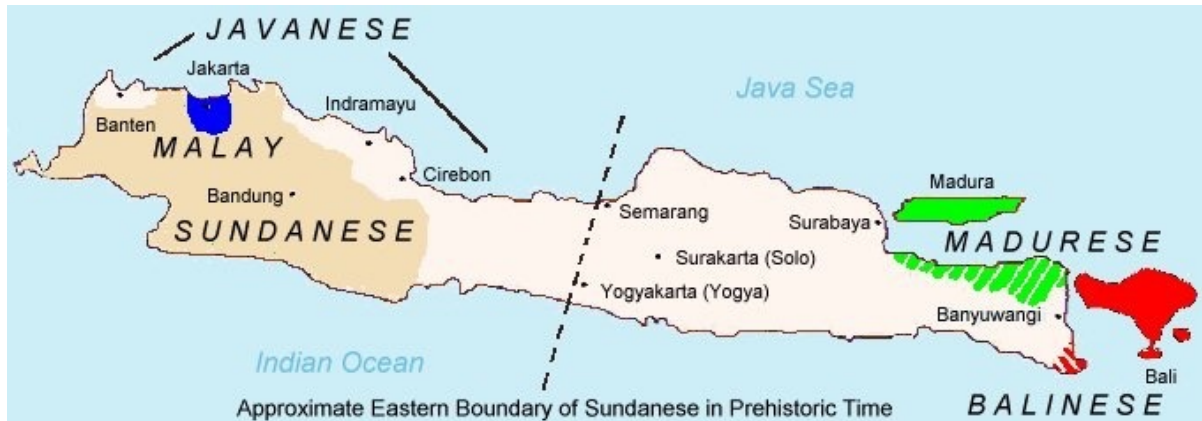 JAVANESE
Jakarta
Java Sea
Indramayu
Banten
MALAY
Cirebon
Madura
Bandung
Semarang
Surabaya
SUNDANESE
MADURESE
Surakarta (Solo)
Yogyakarta (Yogya)
Banyuwangi
Indian Ocean
Bali
Approximate Eastern Boundary of Sundanese in Prehistoric Time
BALINESE